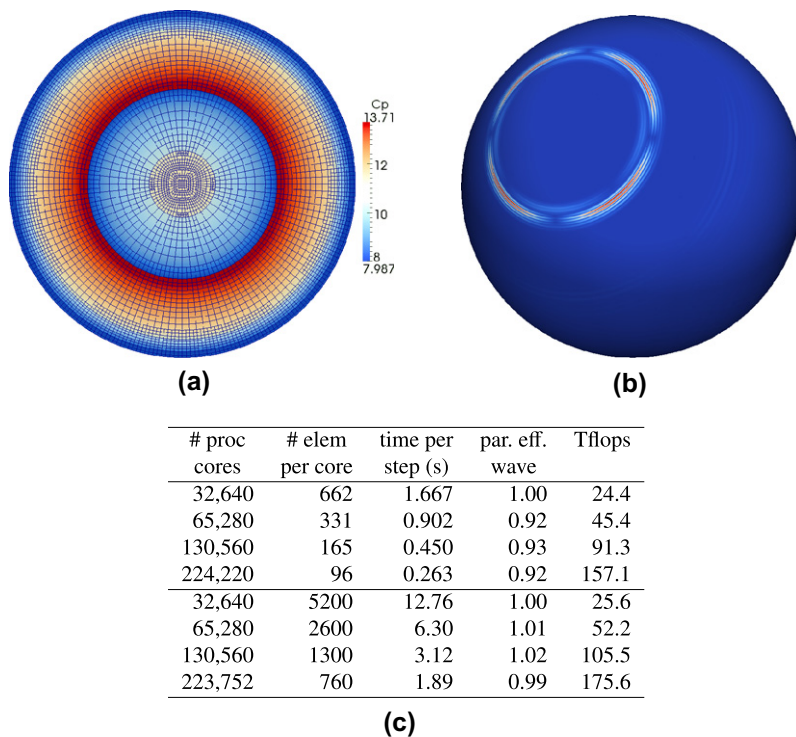 Cp
13.71
12
10
8
7.987
(a)
(b)
# proc # elem time per par. eff. Tflops
cores per core step (s) wave
32,640 662 1.667 1.00 24.4
65,280 331 0.902 0.92 45.4
130,560 165 0.450 0.93 91.3
224,220 96 0.263 0.92 157.1
32,640 5200 12.76 1.00 25.6
65,280 2600 6.30 1.01 52.2
130,560 1300 3.12 1.02 105.5
223,752 760 1.89 0.99 175.6
(c)